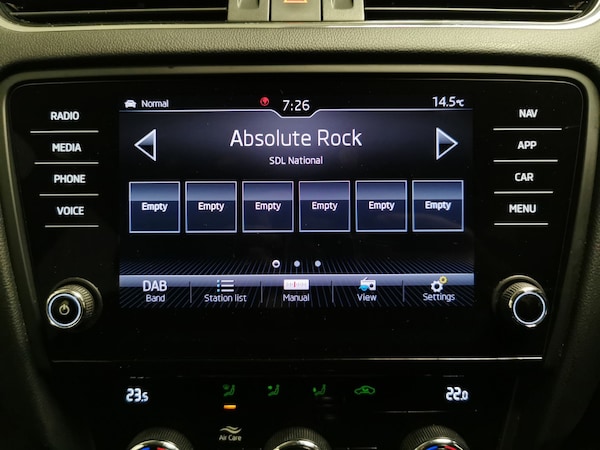 Normal 7:26 14.5°C
RADIO
MEDIA
PHONE
VOICE
Absolute Rock
SDL National
Empty Empty Empty Empty Empty Empty
DAB
Band
Station list
Manual
View
Settings
NAV
APP
CAR
MENU
23.5
22.0
Air Care